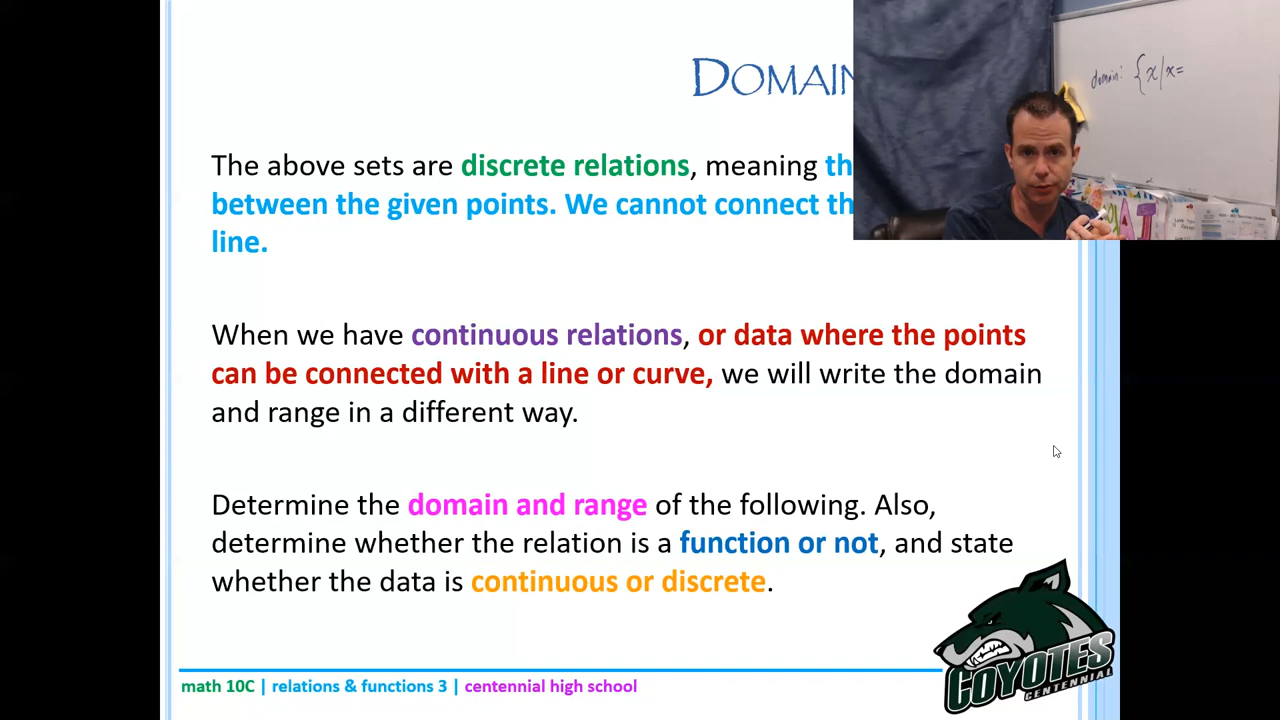 DOMAIN
domain: {x|x=
The above sets are discrete relations, meaning th
between the given points. We cannot connect th
line.
When we have continuous relations, or data where the points
can be connected with a line or curve, we will write the domain
and range in a different way.
Determine the domain and range of the following. Also,
determine whether the relation is a function or not, and state
whether the data is continuous or discrete.
COYOTES
CENTENNIAL
math 10C | relations & functions 3 | centennial high school